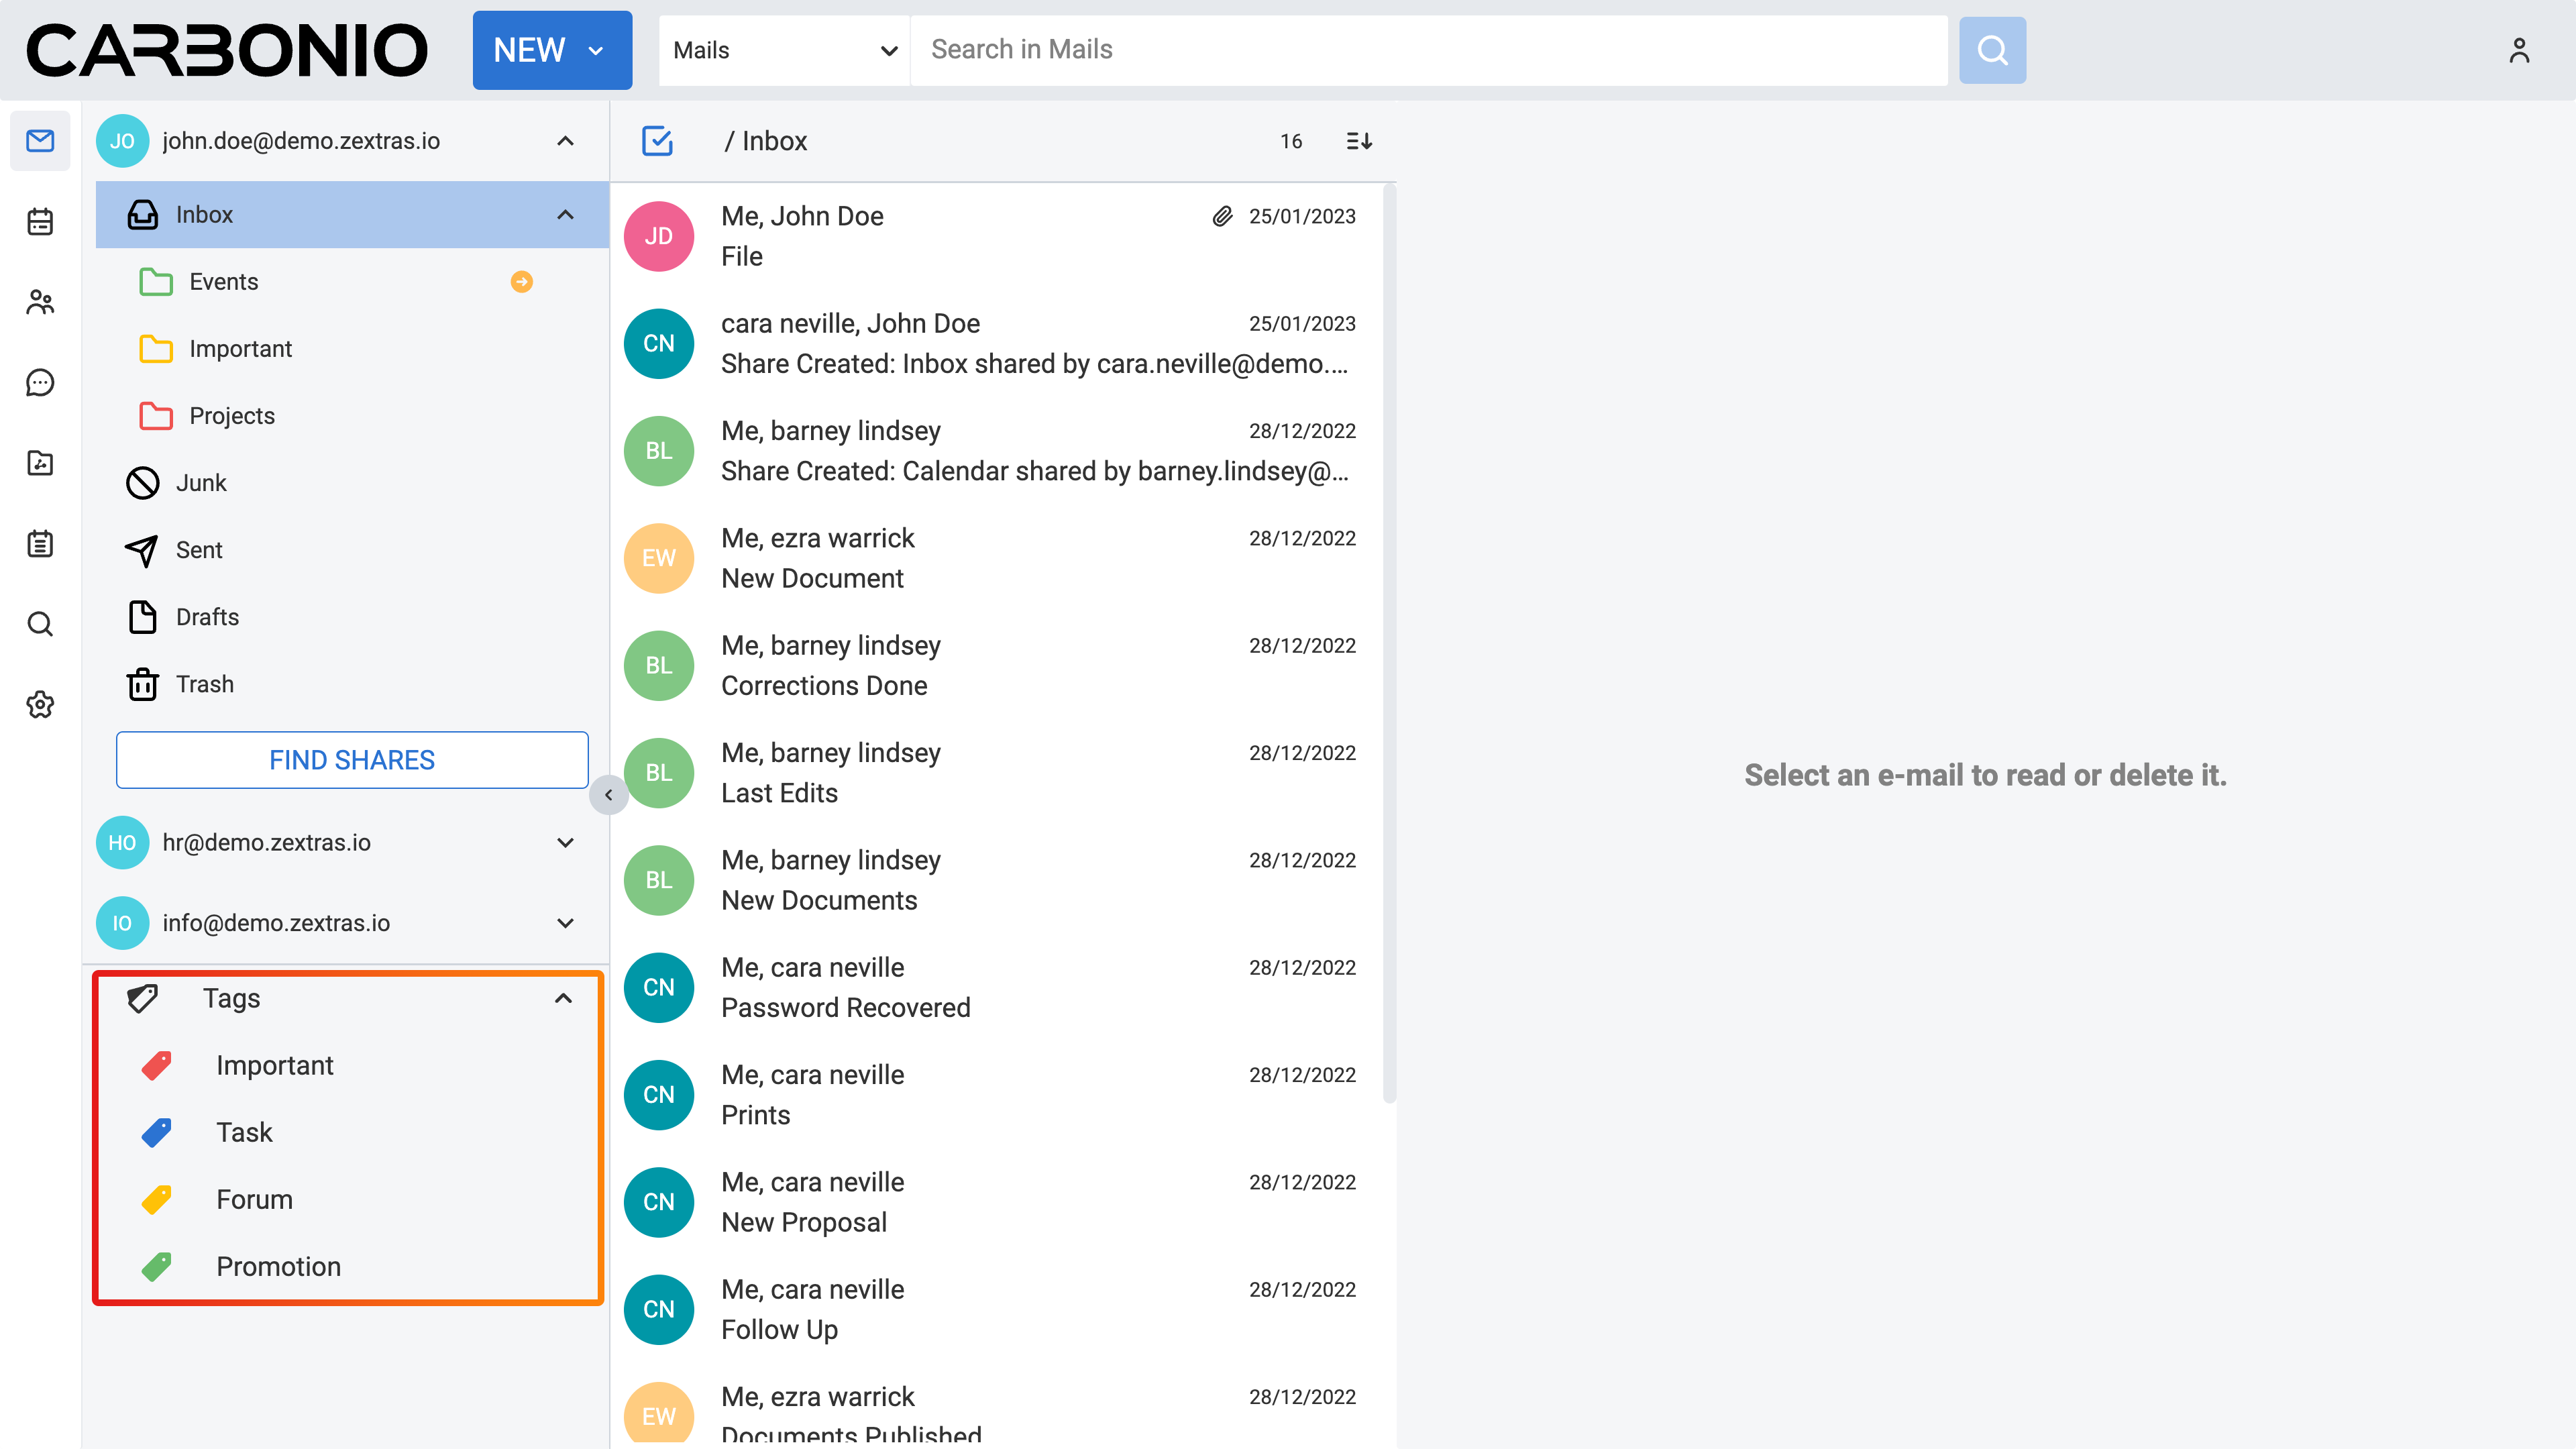 CARBONIO
NEW
Mails
Search in Mails
JO
john.doe@demo.zextras.io
Inbox
Events
Important
Projects
Junk
Sent
Drafts
Trash
FIND SHARES
HO
hr@demo.zextras.io
IO
info@demo.zextras.io
Tags
Important
Task
Forum
Promotion
/ Inbox
16
JD
Me, John Doe
25/01/2023
File
CN
cara neville, John Doe
25/01/2023
Share Created: Inbox shared by cara.neville@demo....
BL
Me, barney lindsey
28/12/2022
Share Created: Calendar shared by barney.lindsey@...
EW
Me, ezra warrick
28/12/2022
New Document
BL
Me, barney lindsey
28/12/2022
Corrections Done
BL
Me, barney lindsey
28/12/2022
Last Edits
BL
Me, barney lindsey
28/12/2022
New Documents
CN
Me, cara neville
28/12/2022
Password Recovered
CN
Me, cara neville
28/12/2022
Prints
CN
Me, cara neville
28/12/2022
New Proposal
CN
Me, cara neville
28/12/2022
Follow Up
EW
Me, ezra warrick
28/12/2022
Documents Published
Select an e-mail to read or delete it.